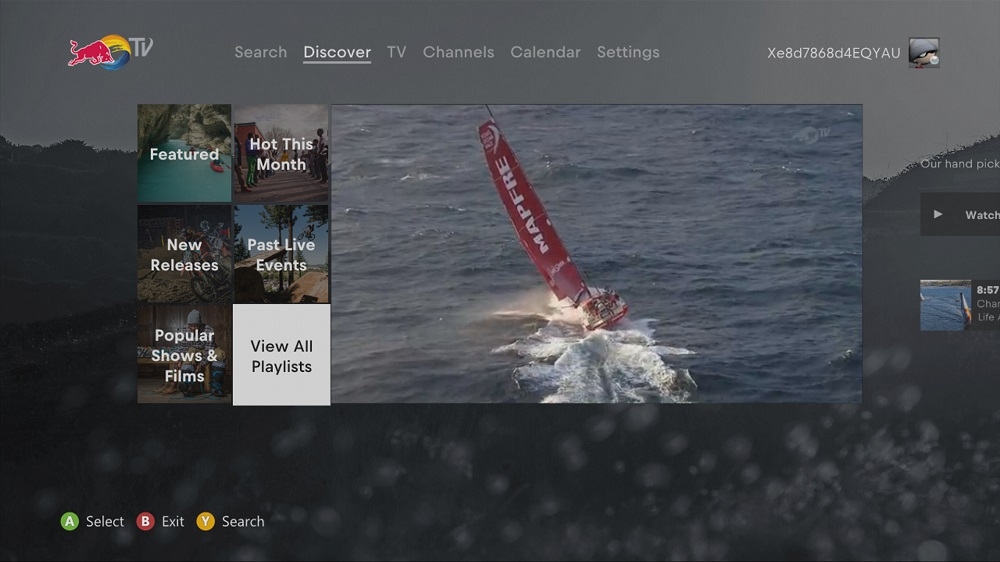 TV
Search Discover TV Channels Calendar Settings
Xe8d7868d4EQYAU
Featured
Hot This
Month
New
Releases
Past Live
Events
Popular
Shows &
Films
View All
Playlists
MAPFRE
TV
Our hand pick
Watch
8:57
Char
Life A
A Select B Exit Y Search